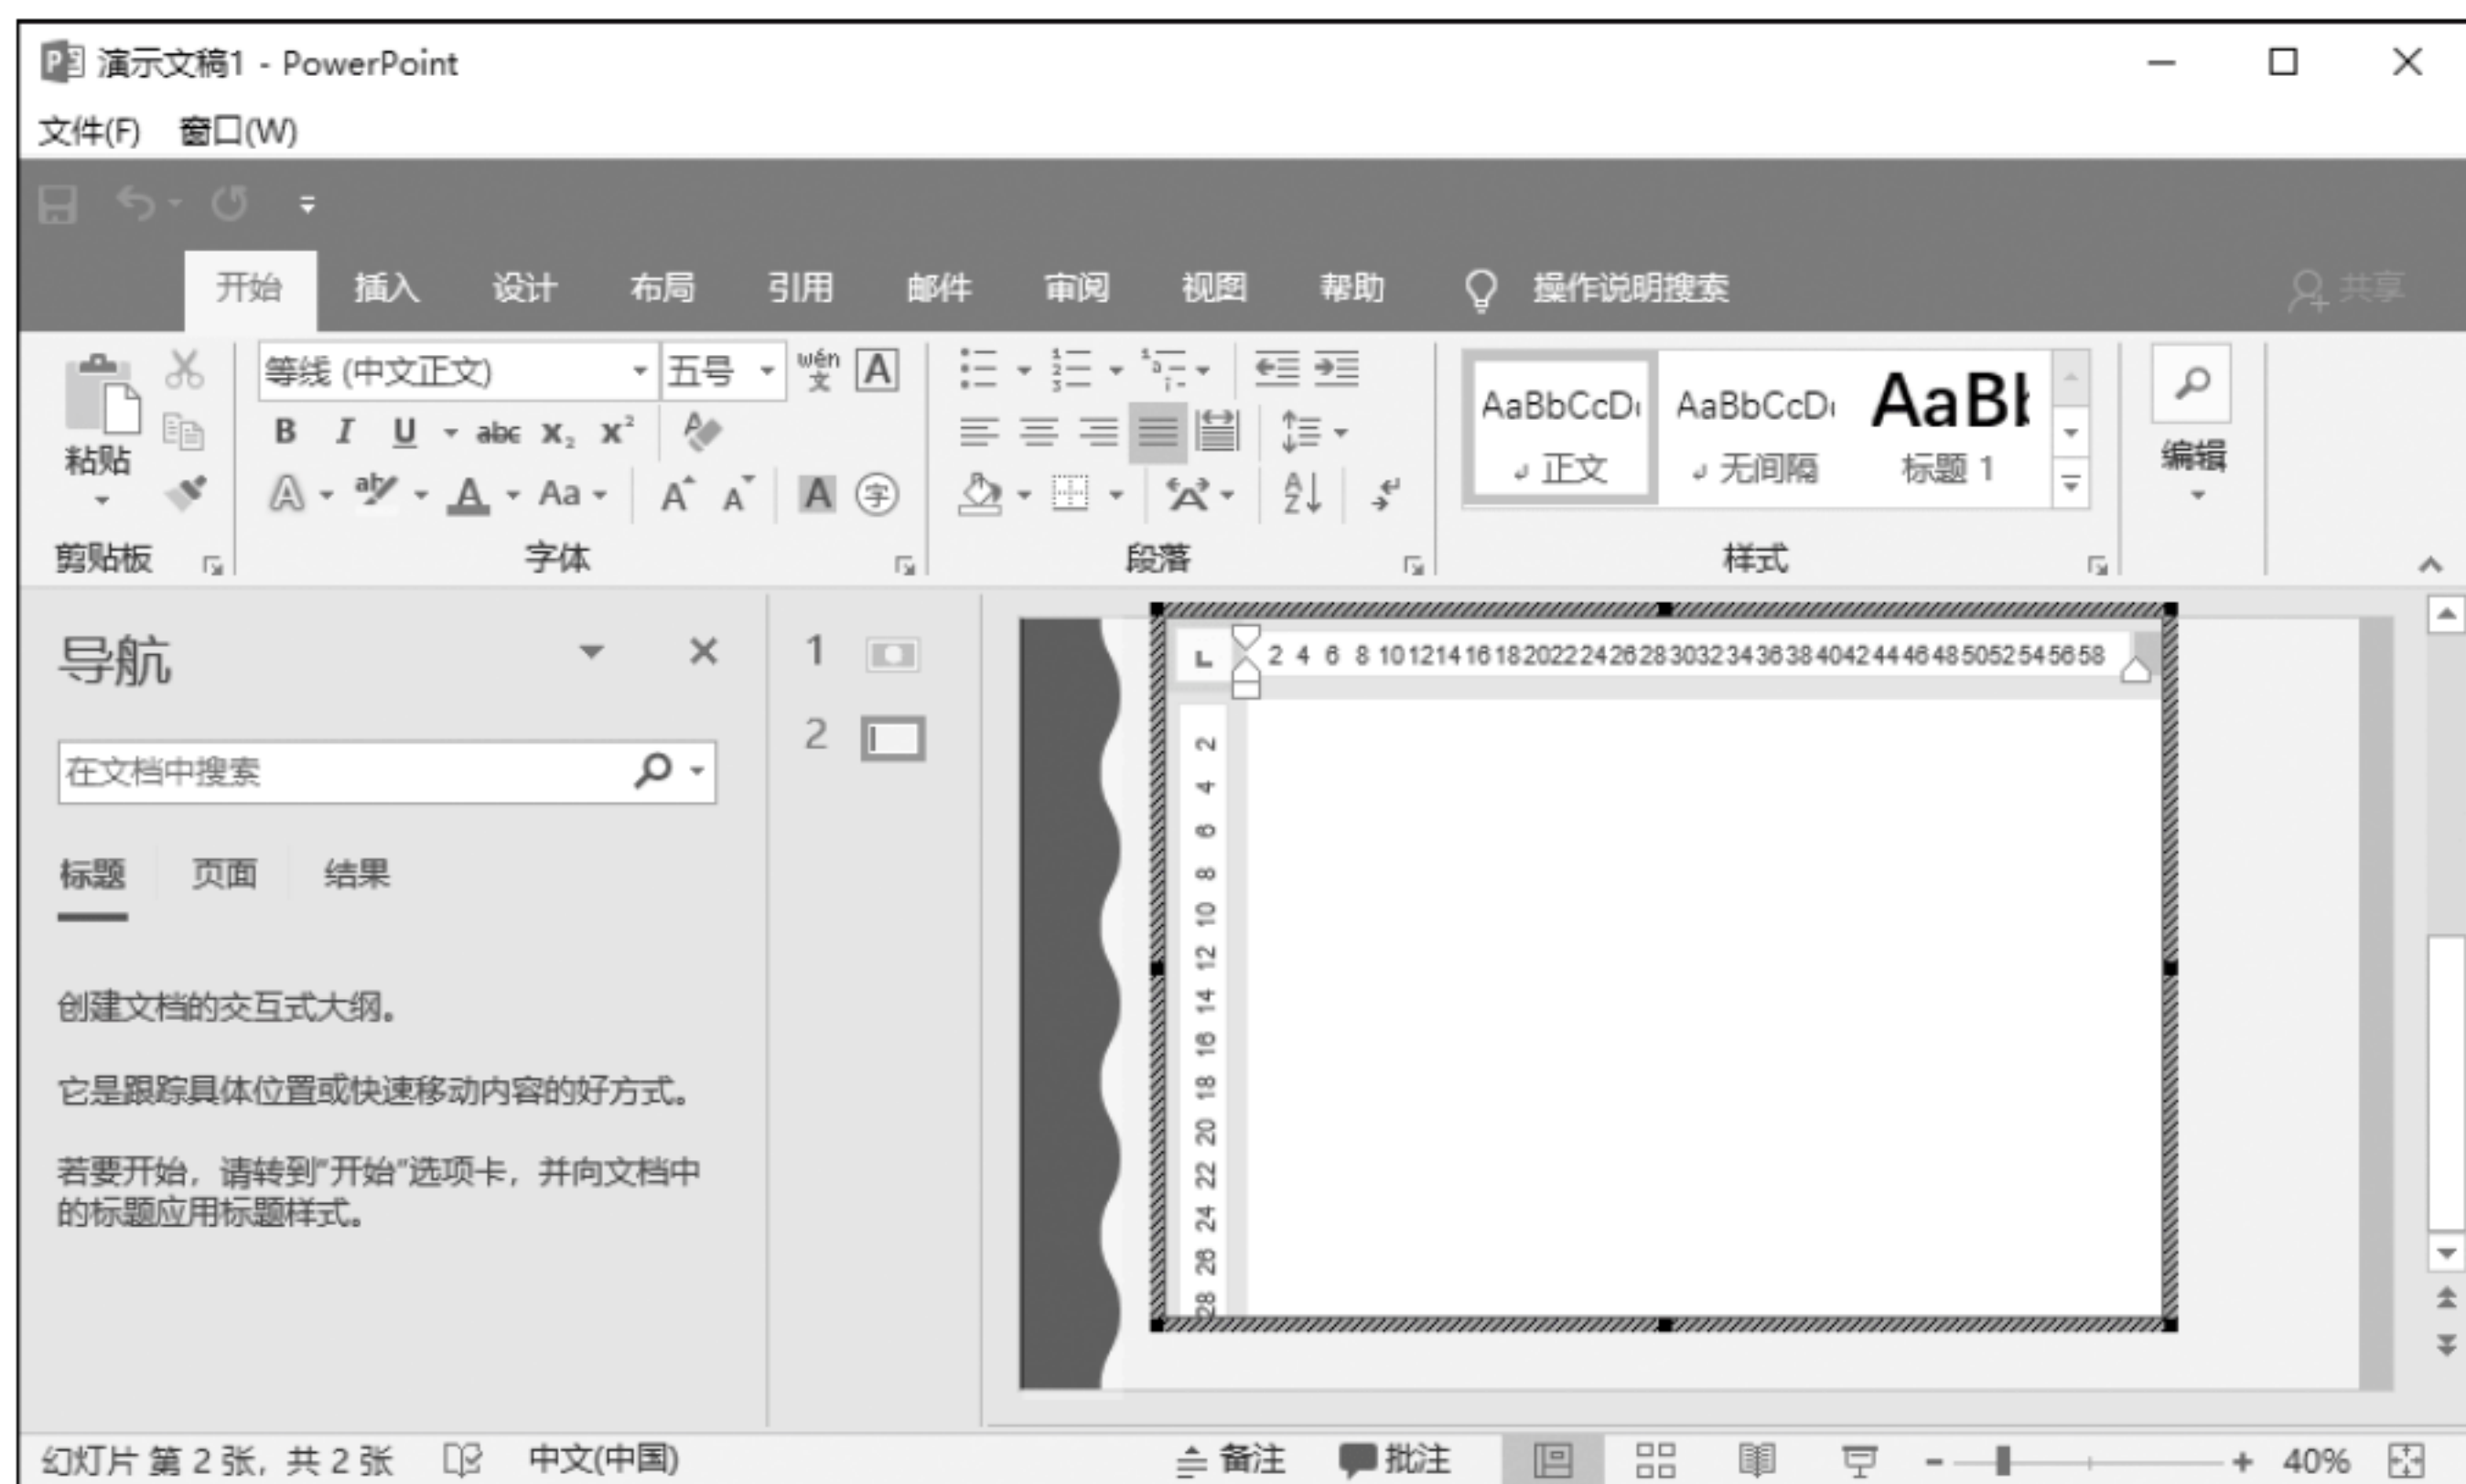 演示文稿1 - PowerPoint
文件(F) 窗口(W)
开始 插入 设计 布局 引用 邮件 审阅 视图 帮助 操作说明搜索 共享
等线 (中文正文) 五号 wén 文 A
B I U abc x₂ x² A
A ab A Aa A A A 字
粘贴
剪贴板 字体 段落 样式
AaBbCcDı AaBbCcDı AaBb
正文 无间隔 标题 1
编辑
导航
在文档中搜索
标题 页面 结果
创建文档的交互式大纲。
它是跟踪具体位置或快速移动内容的好方式。
若要开始，请转到"开始"选项卡，并向文档中
的标题应用标题样式。
1
2
L 2 4 6 8 10 12 14 16 18 20 22 24 26 28 30 32 34 36 38 40 42 44 46 48 50 52 54 56 58
2
4
6
8
10
12
14
16
18
20
22
24
26
28
幻灯片 第 2 张，共 2 张 中文(中国) 备注 批注 40%